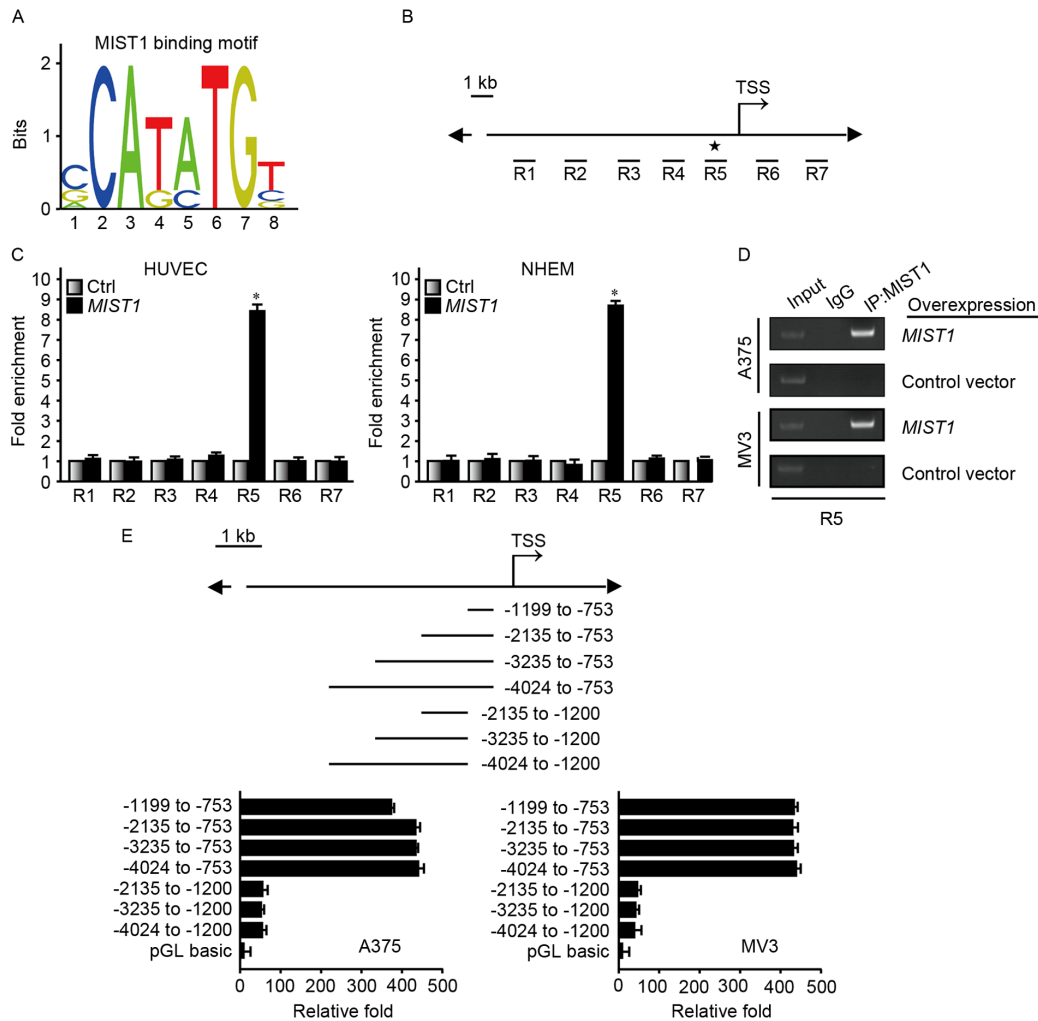 A
MIST1 binding motif
2
1
0
Bits
C G A C A T G A C T G T C G
1 2 3 4 5 6 7 8
B
1 kb
TSS
★
R1 R2 R3 R4 R5 R6 R7
C
HUVEC
Ctrl
MIST1
Fold enrichment
10
9
8
7
6
5
4
3
2
1
0
*
R1 R2 R3 R4 R5 R6 R7
NHEM
Ctrl
MIST1
Fold enrichment
10
9
8
7
6
5
4
3
2
1
0
*
R1 R2 R3 R4 R5 R6 R7
D
Input IgG IP:MIST1
Overexpression
A375
MIST1
Control vector
MV3
MIST1
Control vector
R5
E
1 kb
TSS
-1199 to -753
-2135 to -753
-3235 to -753
-4024 to -753
-2135 to -1200
-3235 to -1200
-4024 to -1200
-1199 to -753
-2135 to -753
-3235 to -753
-4024 to -753
-2135 to -1200
-3235 to -1200
-4024 to -1200
pGL basic
A375
0 100 200 300 400 500
Relative fold
-1199 to -753
-2135 to -753
-3235 to -753
-4024 to -753
-2135 to -1200
-3235 to -1200
-4024 to -1200
pGL basic
MV3
0 100 200 300 400 500
Relative fold